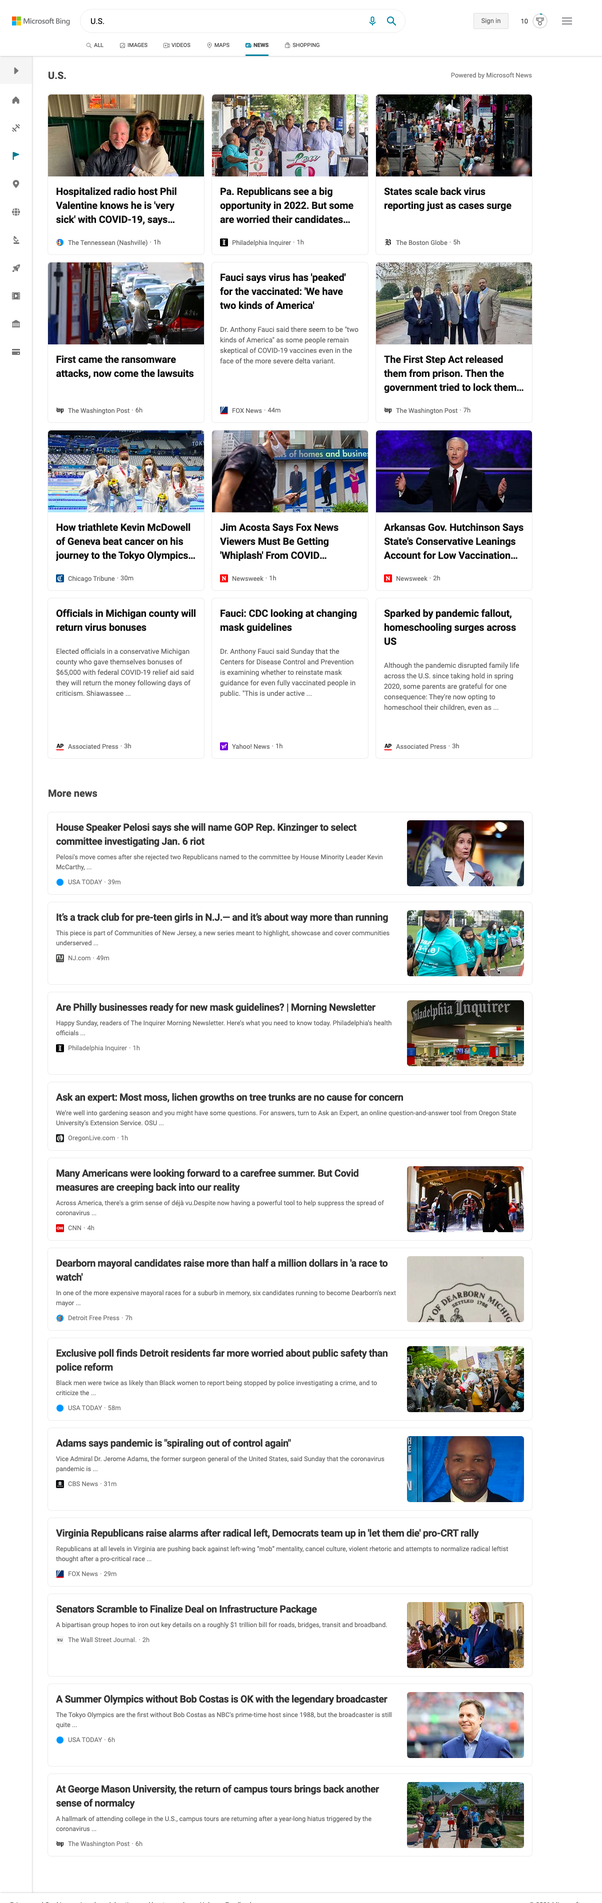 Microsoft Bing
U.S.
Sign in
10
ALL
IMAGES
VIDEOS
MAPS
NEWS
SHOPPING
U.S.
Powered by Microsoft News
Hospitalized radio host Phil
Valentine knows he is 'very
sick' with COVID-19, says...
The Tennessean (Nashville) · 1h
Pa. Republicans see a big
opportunity in 2022. But some
are worried their candidates...
Philadelphia Inquirer · 1h
States scale back virus
reporting just as cases surge
The Boston Globe · 5h
First came the ransomware
attacks, now come the lawsuits
The Washington Post · 6h
Fauci says virus has 'peaked'
for the vaccinated: 'We have
two kinds of America'
Dr. Anthony Fauci said there seem to be "two
kinds of America" as some people remain
skeptical of COVID-19 vaccines even in the
face of the more severe delta variant.
FOX News · 44m
The First Step Act released
them from prison. Then the
government tried to lock them...
The Washington Post · 7h
How triathlete Kevin McDowell
of Geneva beat cancer on his
journey to the Tokyo Olympics...
Chicago Tribune · 30m
of homes and busine
Jim Acosta Says Fox News
Viewers Must Be Getting
'Whiplash' From COVID...
Newsweek · 1h
Arkansas Gov. Hutchinson Says
State's Conservative Leanings
Account for Low Vaccination...
Newsweek · 2h
Officials in Michigan county will
return virus bonuses
Elected officials in a conservative Michigan
county who gave themselves bonuses of
$65,000 with federal COVID-19 relief aid said
they will return the money following days of
criticism. Shiawassee ...
AP Associated Press · 3h
Fauci: CDC looking at changing
mask guidelines
Dr. Anthony Fauci said Sunday that the
Centers for Disease Control and Prevention
is examining whether to reinstate mask
guidance for even fully vaccinated people in
public. "This is under active ...
Yahoo! News · 1h
Sparked by pandemic fallout,
homeschooling surges across
US
Although the pandemic disrupted family life
across the U.S. since taking hold in spring
2020, some parents are grateful for one
consequence: They're now opting to
homeschool their children, even as ...
AP Associated Press · 3h
More news
House Speaker Pelosi says she will name GOP Rep. Kinzinger to select
committee investigating Jan. 6 riot
Pelosi's move comes after she rejected two Republicans named to the committee by House Minority Leader Kevin
McCarthy, ...
USA TODAY · 39m
It's a track club for pre-teen girls in N.J.— and it's about way more than running
This piece is part of Communities of New Jersey, a new series meant to highlight, showcase and cover communities
underserved ...
NJ.com · 49m
Are Philly businesses ready for new mask guidelines? | Morning Newsletter
Happy Sunday, readers of The Inquirer Morning Newsletter. Here's what you need to know today. Philadelphia's health
officials ...
Philadelphia Inquirer · 1h
iladelphia Inquirer
Ask an expert: Most moss, lichen growths on tree trunks are no cause for concern
We're well into gardening season and you might have some questions. For answers, turn to Ask an Expert, an online question-and-answer tool from Oregon State
University's Extension Service. OSU ...
OregonLive.com · 1h
Many Americans were looking forward to a carefree summer. But Covid
measures are creeping back into our reality
Across America, there's a grim sense of déjà vu.Despite now having a powerful tool to help suppress the spread of
coronavirus ...
CNN · 4h
Dearborn mayoral candidates raise more than half a million dollars in 'a race to
watch'
In one of the more expensive mayoral races for a suburb in memory, six candidates running to become Dearborn's next
mayor ...
Detroit Free Press · 7h
Y OF DEARBORN MICHIG
SETTLED 1786
Exclusive poll finds Detroit residents far more worried about public safety than
police reform
Black men were twice as likely than Black women to report being stopped by police investigating a crime, and to
criticize the ...
USA TODAY · 58m
Adams says pandemic is "spiraling out of control again"
Vice Admiral Dr. Jerome Adams, the former surgeon general of the United States, said Sunday that the coronavirus
pandemic is ...
CBS News · 31m
Virginia Republicans raise alarms after radical left, Democrats team up in 'let them die' pro-CRT rally
Republicans at all levels in Virginia are pushing back against left-wing "mob" mentality, cancel culture, violent rhetoric and attempts to normalize radical leftist
thought after a pro-critical race ...
FOX News · 29m
Senators Scramble to Finalize Deal on Infrastructure Package
A bipartisan group hopes to iron out key details on a roughly $1 trillion bill for roads, bridges, transit and broadband.
The Wall Street Journal. · 2h
A Summer Olympics without Bob Costas is OK with the legendary broadcaster
The Tokyo Olympics are the first without Bob Costas as NBC's prime-time host since 1988, but the broadcaster is still
quite ...
USA TODAY · 6h
At George Mason University, the return of campus tours brings back another
sense of normalcy
A hallmark of attending college in the U.S., campus tours are returning after a year-long hiatus triggered by the
coronavirus ...
The Washington Post · 6h